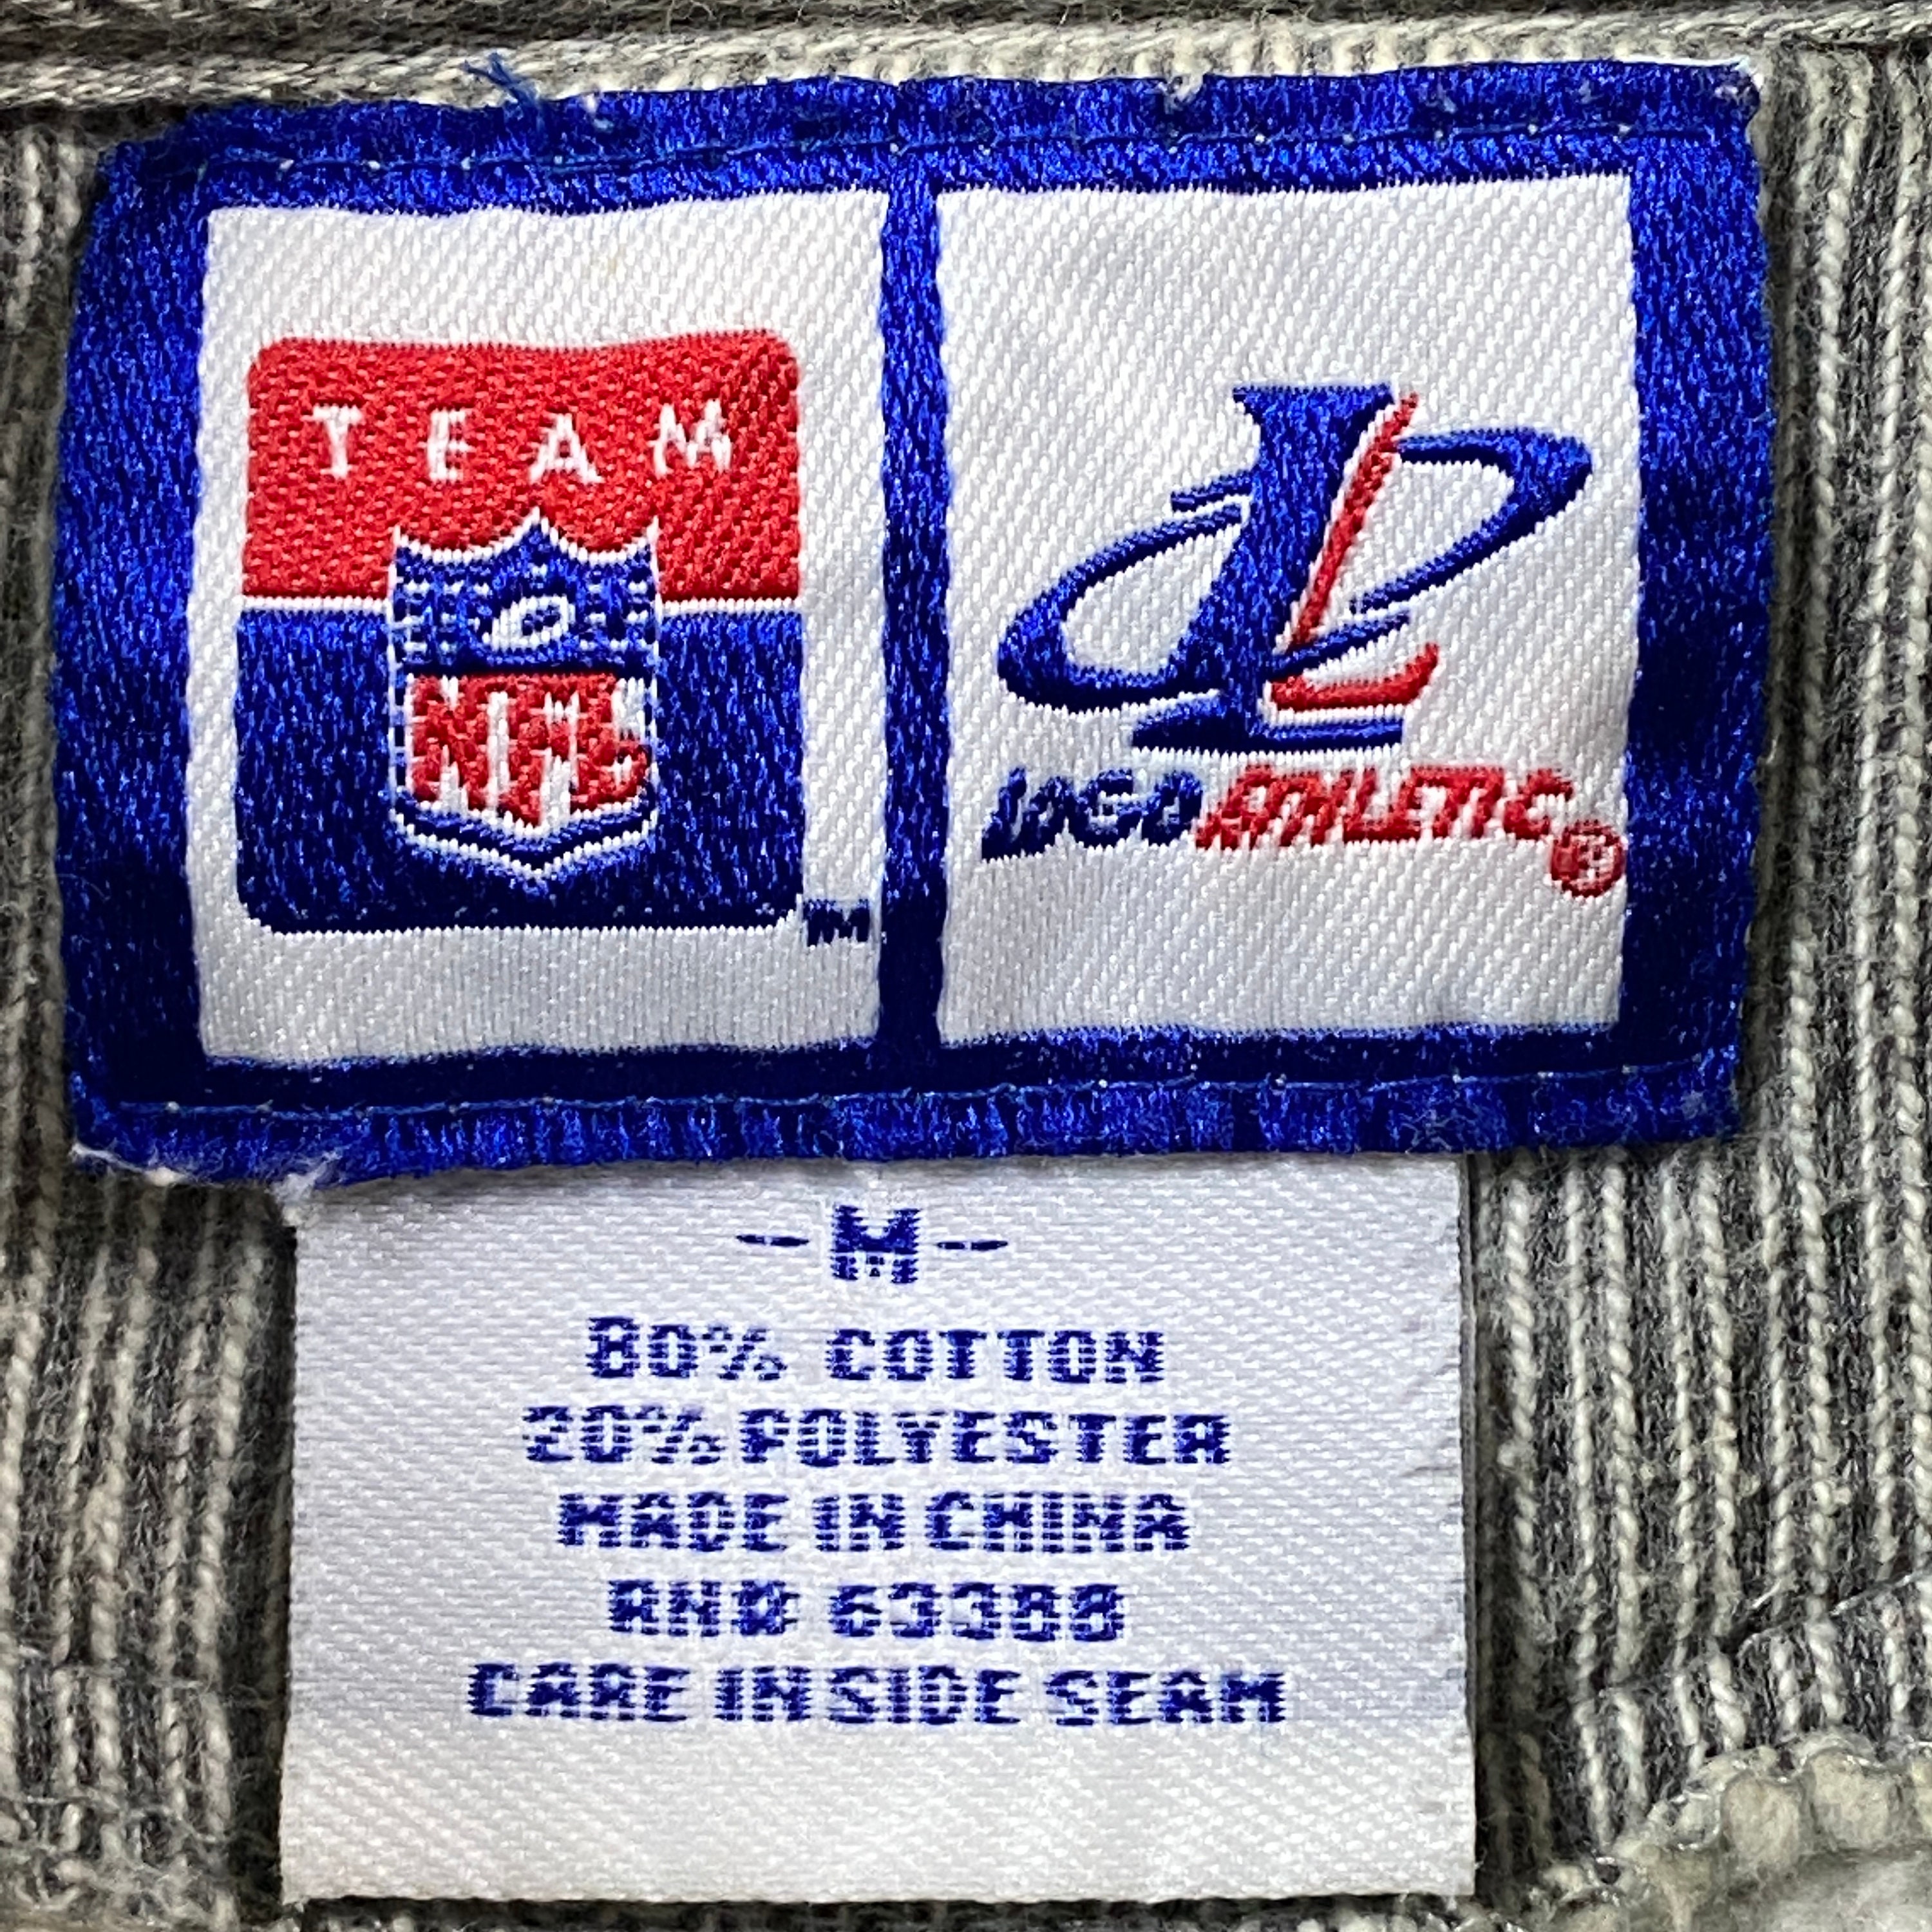 TEAM
NFL
TM
LOGO ATHLETIC®
-M-
80% COTTON
20% POLYESTER
MADE IN CHINA
RN# 63388
CARE IN SIDE SEAM